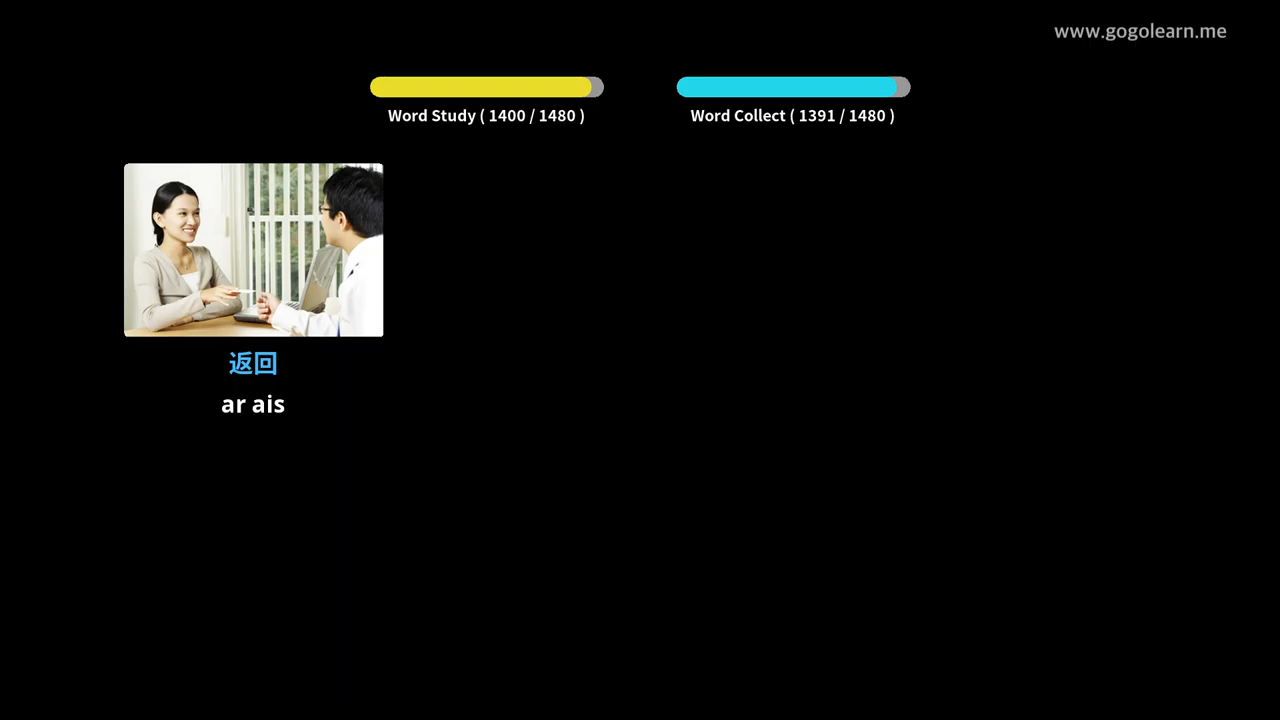 www.gogolearn.me
Word Study ( 1400 / 1480 )
Word Collect ( 1391 / 1480 )
返回
ar ais